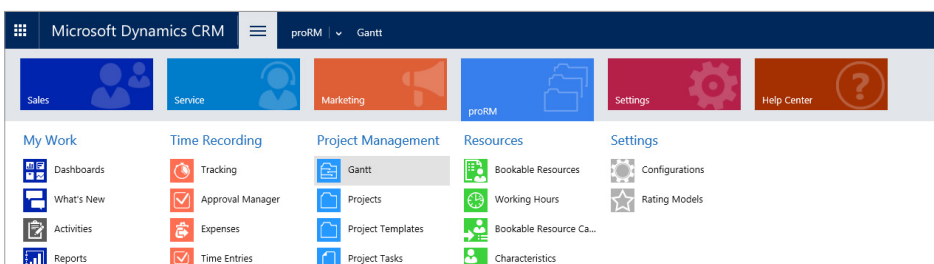 Microsoft Dynamics CRM proRM Gantt
Sales Service Marketing proRM Settings Help Center
My Work Time Recording Project Management Resources Settings
Dashboards Tracking Gantt Bookable Resources Configurations
What's New Approval Manager Projects Working Hours Rating Models
Activities Expenses Project Templates Bookable Resource Ca...
Reports Time Entries Project Tasks Characteristics